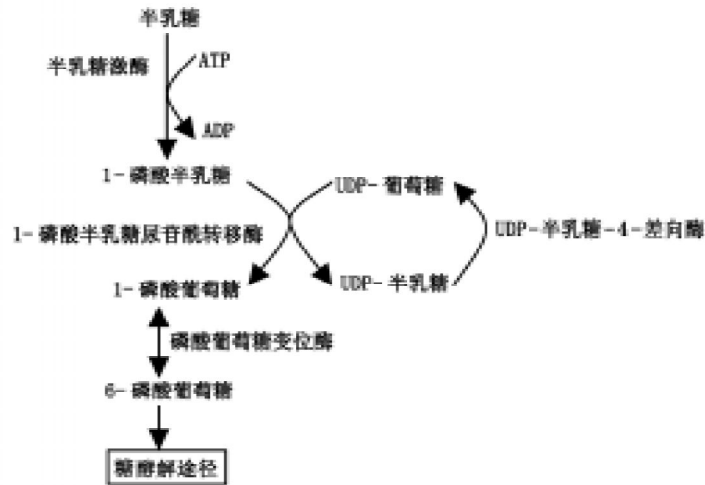 半乳糖
半乳糖激酶
ATP
ADP
1-磷酸半乳糖
UDP-葡萄糖
1-磷酸半乳糖尿苷酰转移酶
UDP-半乳糖-4-差向酶
1-磷酸葡萄糖
UDP-半乳糖
磷酸葡萄糖变位酶
6-磷酸葡萄糖
糖酵解途径